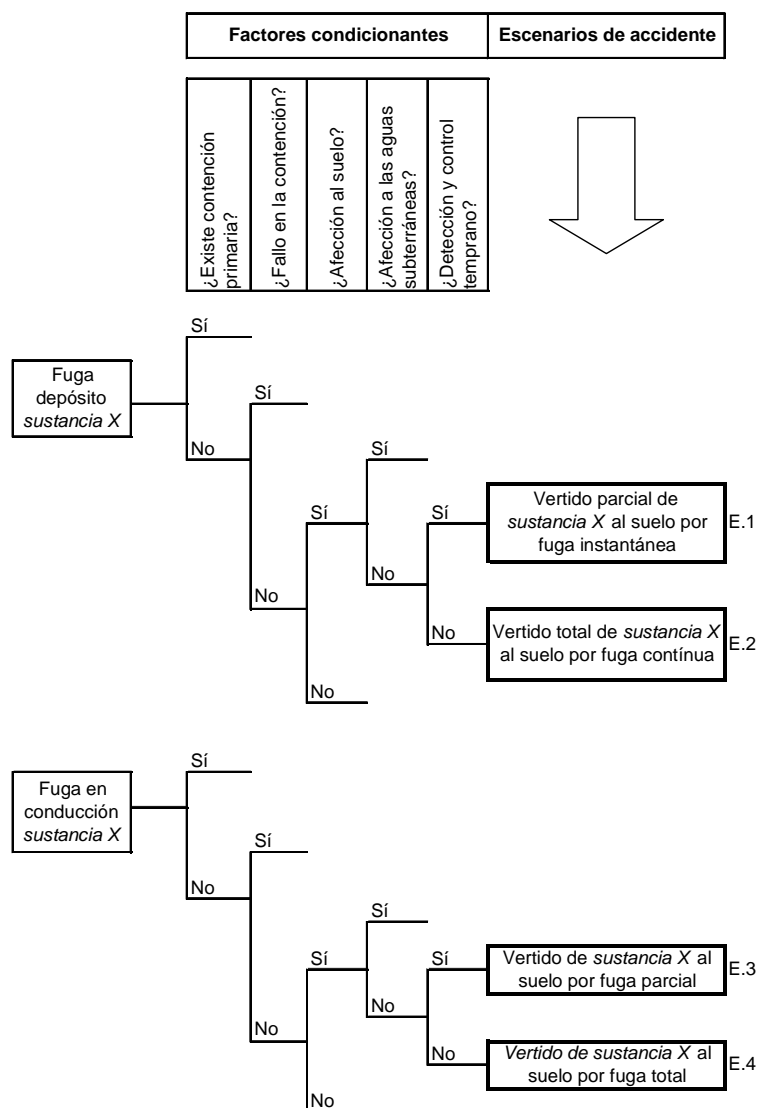 Factores condicionantes
Escenarios de accidente
¿Existe contención
primaria?
¿Fallo en la contención?
¿Afección al suelo?
¿Afección a las aguas
subterráneas?
¿Detección y control
temprano?
Sí
Fuga
depósito
sustancia X
Sí
No
Sí
Sí
Sí
Vertido parcial de
sustancia X al suelo por
fuga instantánea
E.1
No
No
No
Vertido total de sustancia X
al suelo por fuga contínua
E.2
No
Sí
Fuga en
conducción
sustancia X
Sí
No
Sí
Sí
Sí
Vertido de sustancia X al
suelo por fuga parcial
E.3
No
No
No
Vertido de sustancia X al
suelo por fuga total
E.4
No